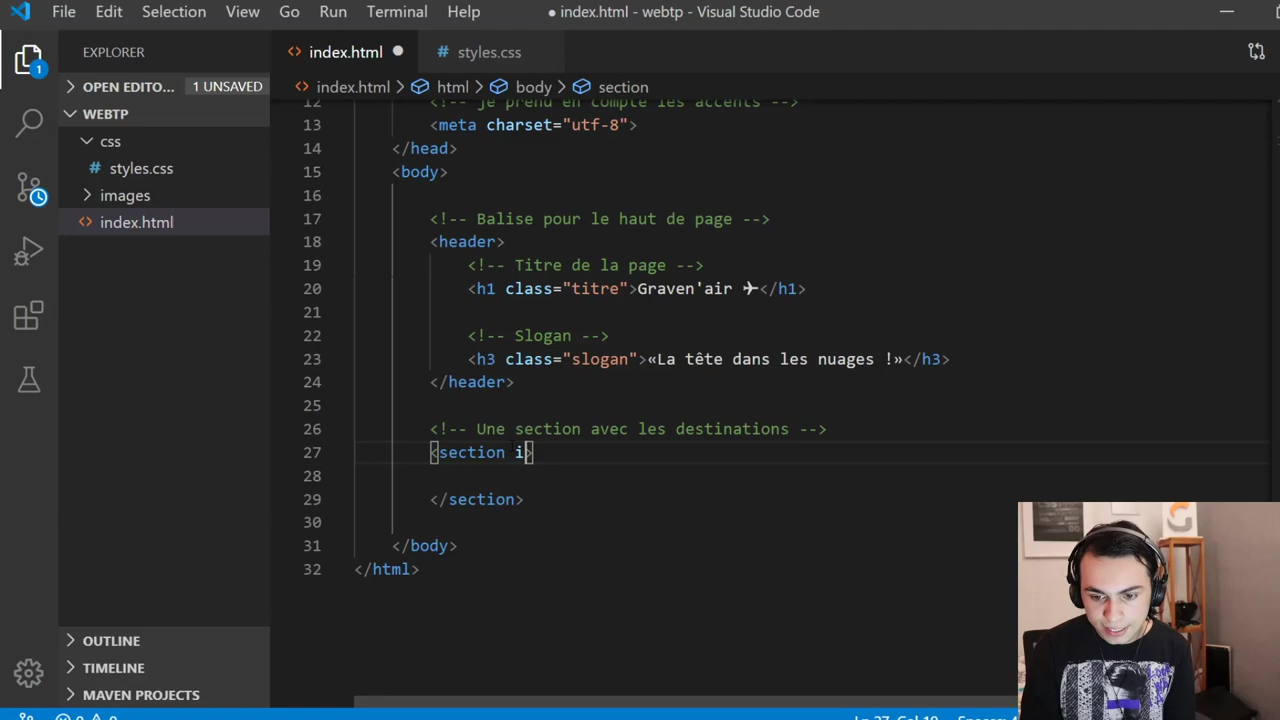 File Edit Selection View Go Run Terminal Help ● index.html - webtp - Visual Studio Code
EXPLORER
OPEN EDITO... 1 UNSAVED
WEBTP
css
# styles.css
images
<> index.html
OUTLINE
TIMELINE
MAVEN PROJECTS
1
<> index.html ●
# styles.css
<> index.html > html > body > section
12 <!-- je prend en compte les accents -->
13 <meta charset="utf-8">
14 </head>
15 <body>
16
17 <!-- Balise pour le haut de page -->
18 <header>
19 <!-- Titre de la page -->
20 <h1 class="titre">Graven'air ✈</h1>
21
22 <!-- Slogan -->
23 <h3 class="slogan">«La tête dans les nuages !»</h3>
24 </header>
25
26 <!-- Une section avec les destinations -->
27 <section i>
28
29 </section>
30
31 </body>
32 </html>